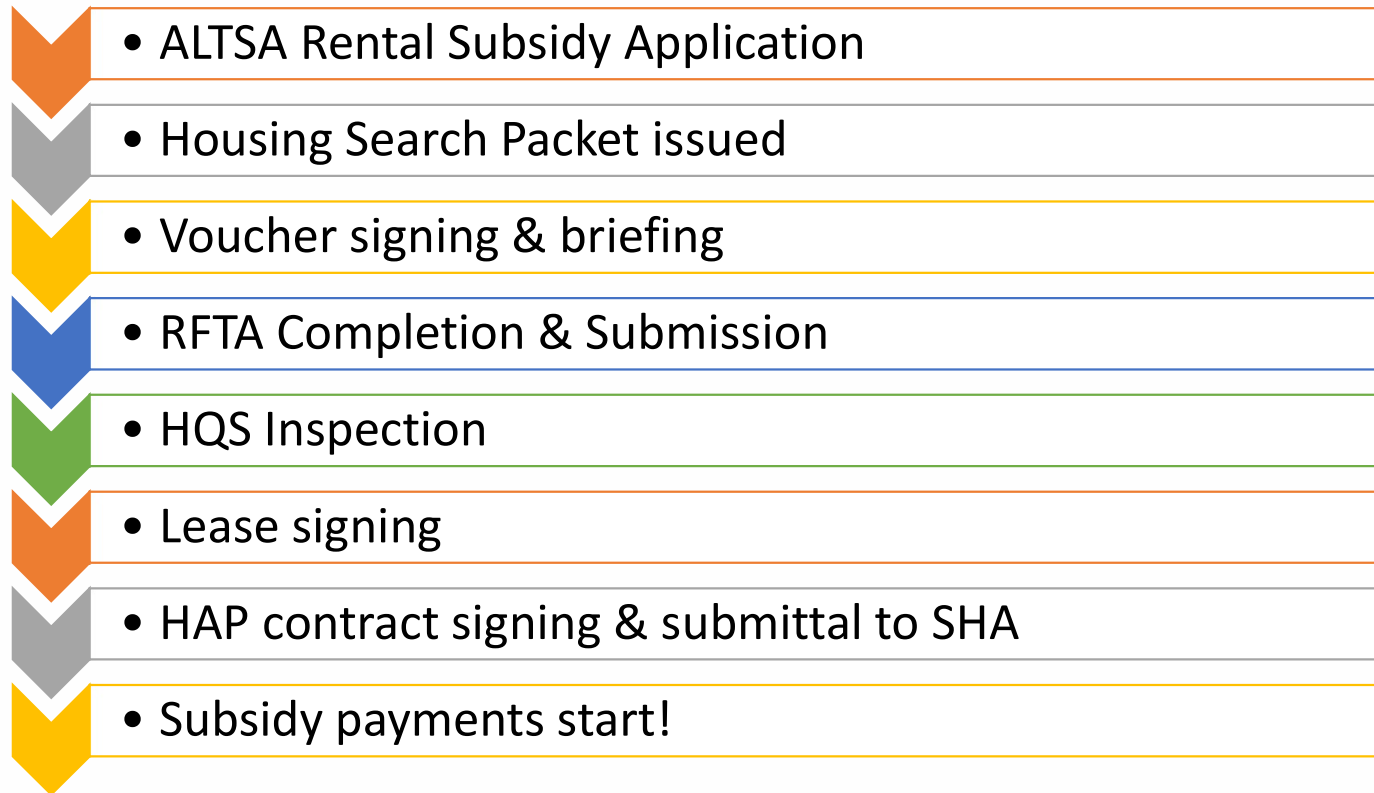 • ALTSA Rental Subsidy Application
• Housing Search Packet issued
• Voucher signing & briefing
• RFTA Completion & Submission
• HQS Inspection
• Lease signing
• HAP contract signing & submittal to SHA
• Subsidy payments start!